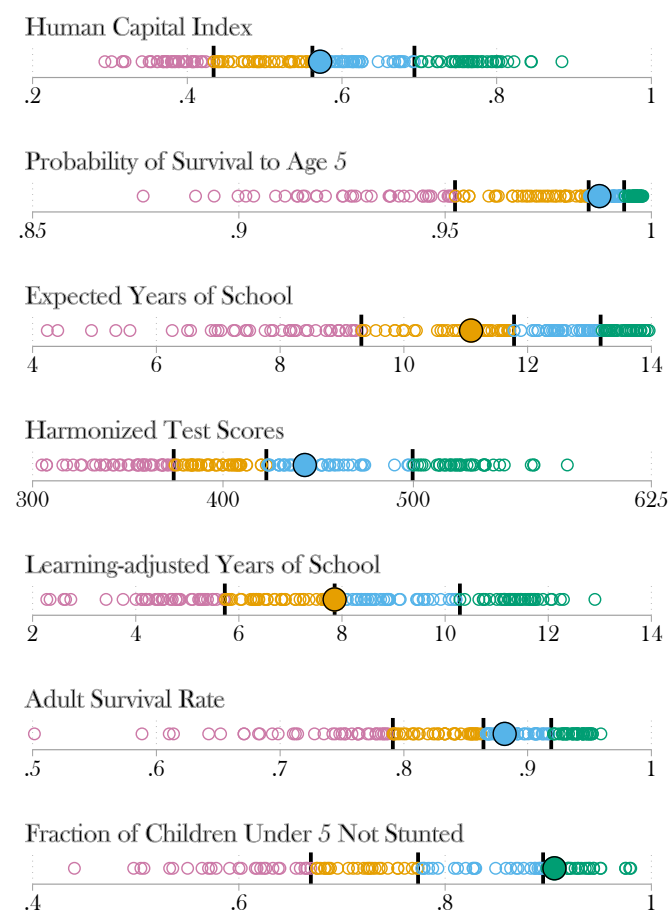 Human Capital Index
.2 .4 .6 .8 1
Probability of Survival to Age 5
.85 .9 .95 1
Expected Years of School
4 6 8 10 12 14
Harmonized Test Scores
300 400 500 625
Learning-adjusted Years of School
2 4 6 8 10 12 14
Adult Survival Rate
.5 .6 .7 .8 .9 1
Fraction of Children Under 5 Not Stunted
.4 .6 .8 1